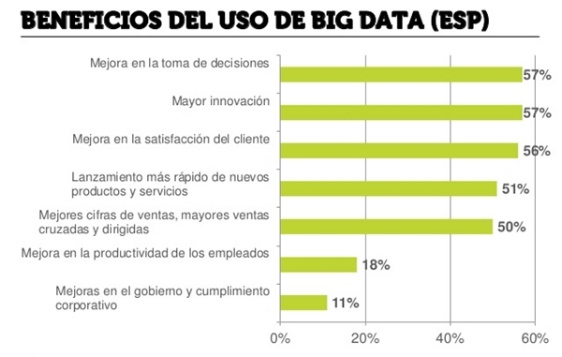 BENEFICIOS DEL USO DE BIG DATA (ESP)
Mejora en la toma de decisiones
57%
Mayor innovación
57%
Mejora en la satisfacción del cliente
56%
Lanzamiento más rápido de nuevos
productos y servicios
51%
Mejores cifras de ventas, mayores ventas
cruzadas y dirigidas
50%
Mejora en la productividad de los empleados
18%
Mejoras en el gobierno y cumplimiento
corporativo
11%
0% 20% 40% 60%